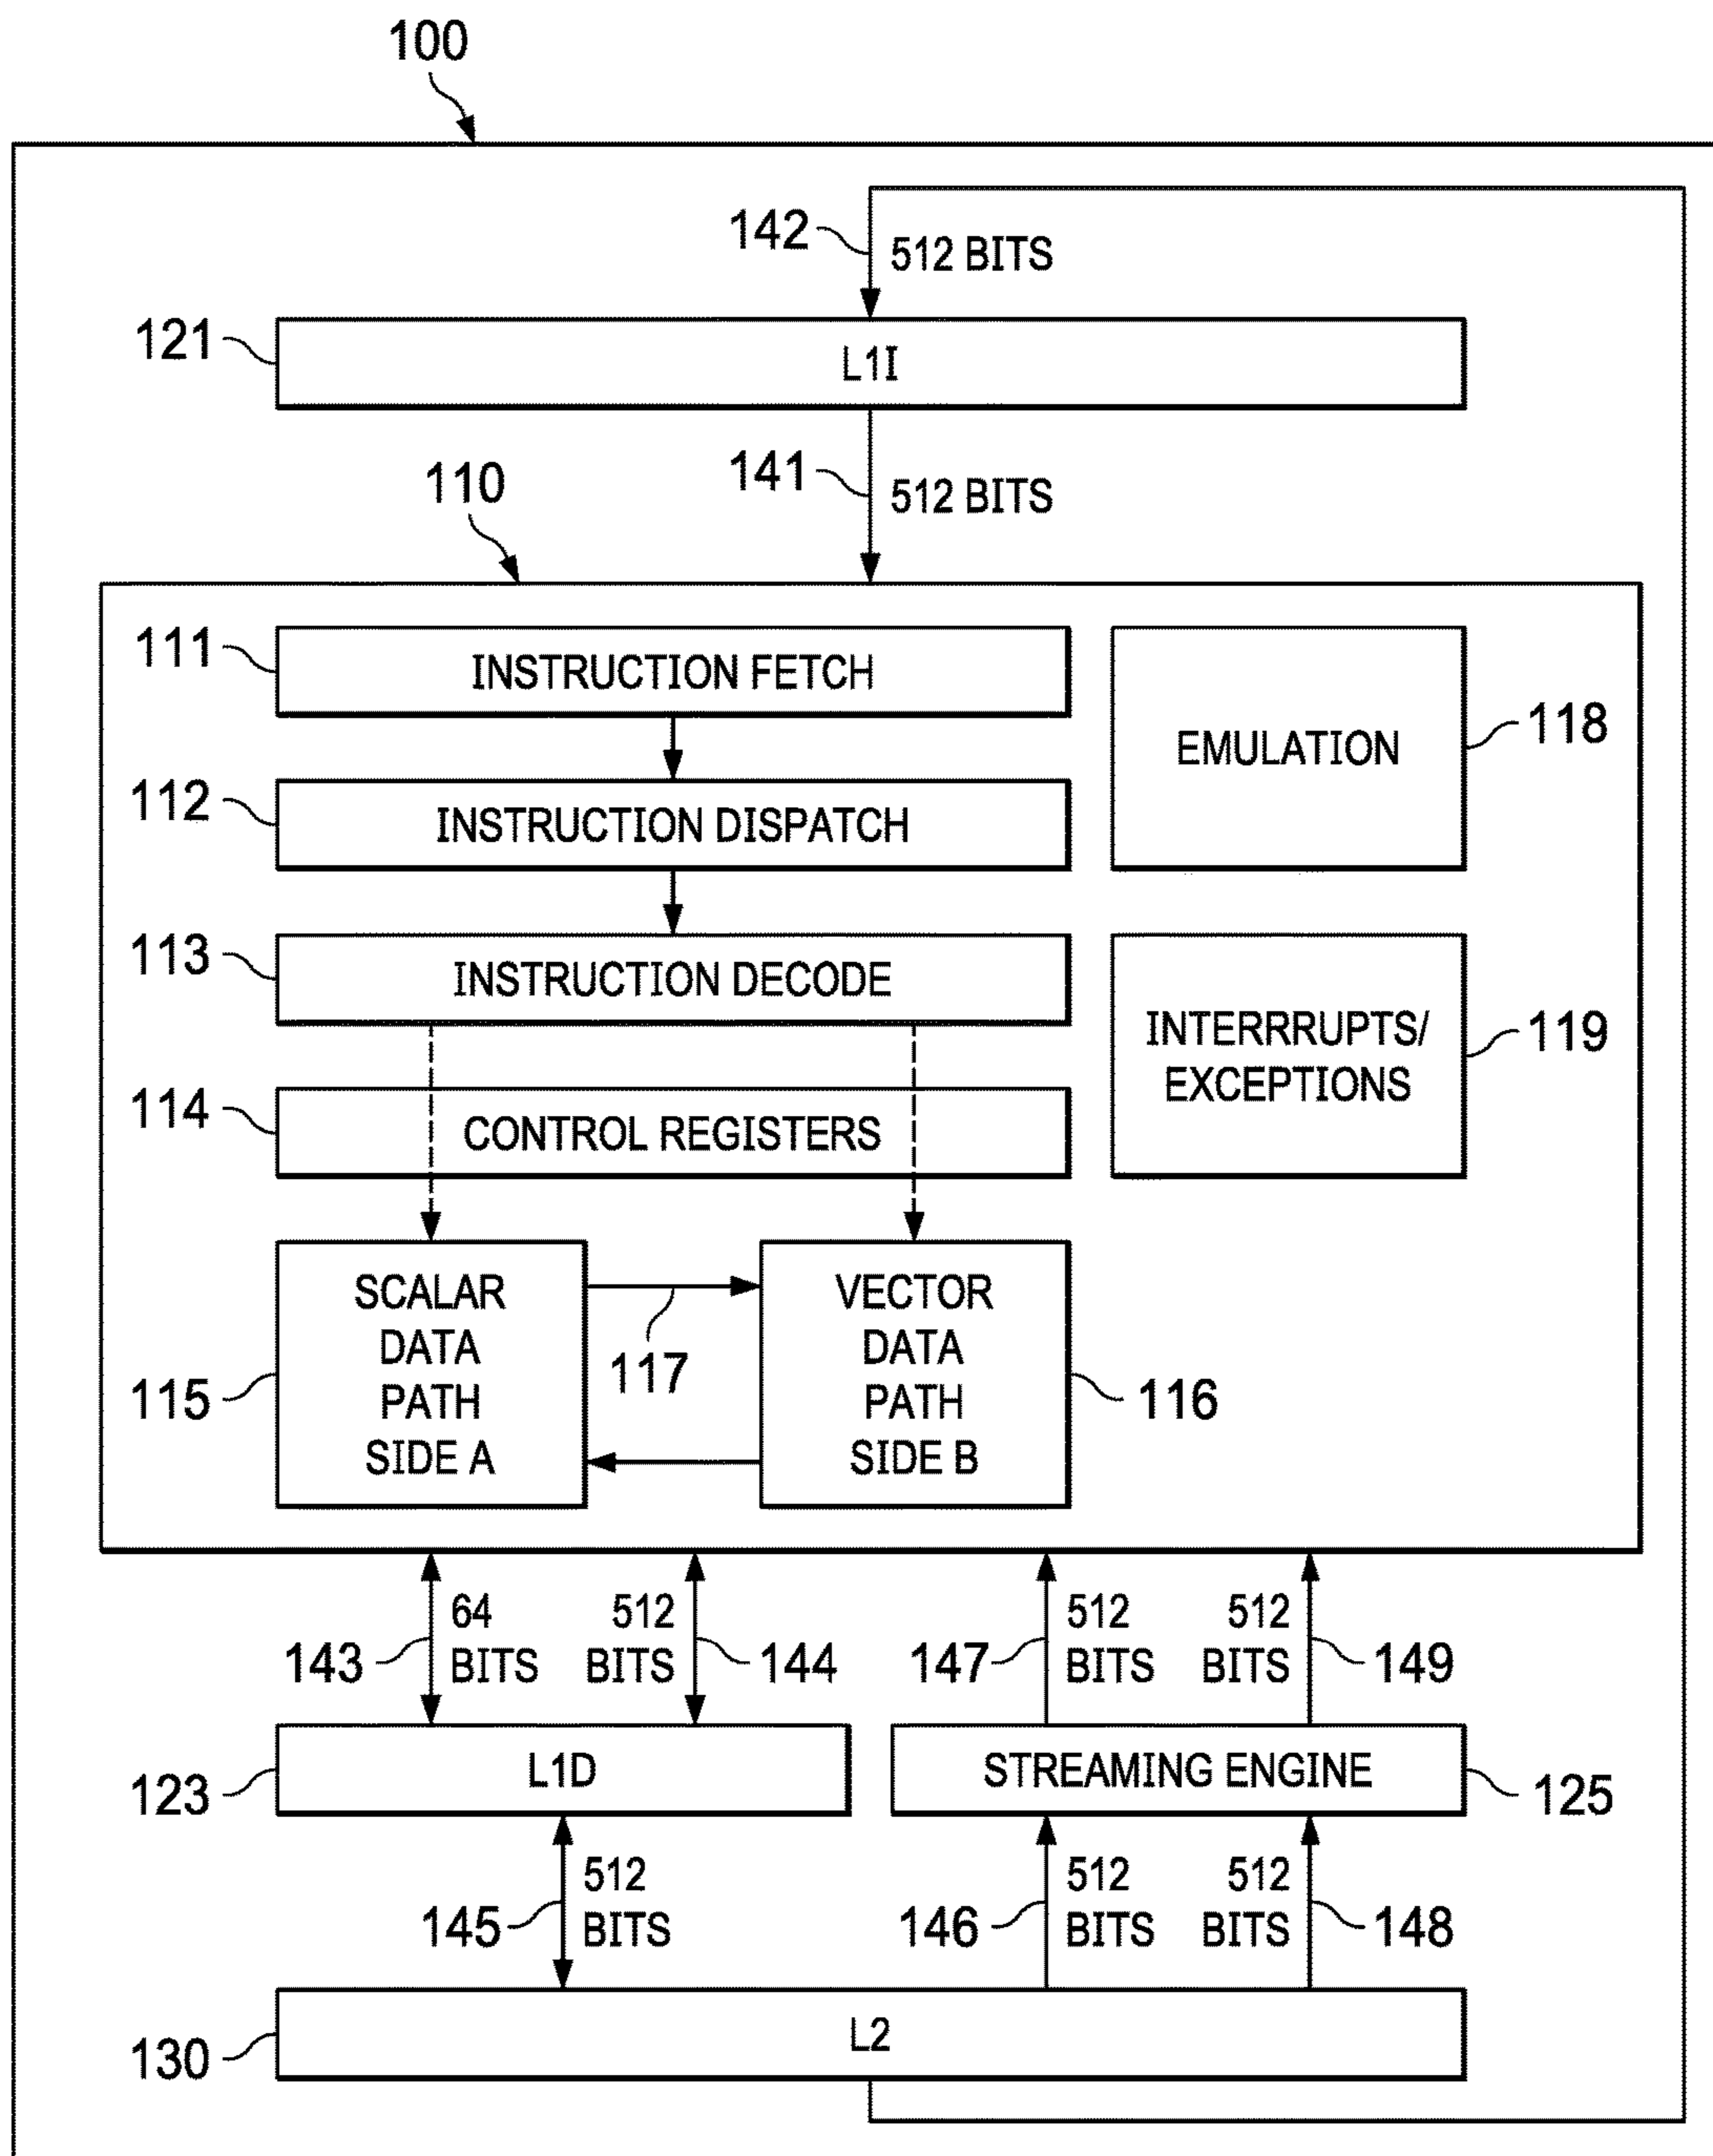 100
142
512 BITS
121
L1I
141
512 BITS
110
111
INSTRUCTION FETCH
118
EMULATION
112
INSTRUCTION DISPATCH
113
INSTRUCTION DECODE
119
INTERRRUPTS/
EXCEPTIONS
114
CONTROL REGISTERS
115
SCALAR
DATA
PATH
SIDE A
117
VECTOR
DATA
PATH
SIDE B
116
143
64
BITS
512
BITS
144
147
512
BITS
512
BITS
149
123
L1D
STREAMING ENGINE
125
145
512
BITS
146
512
BITS
512
BITS
148
130
L2